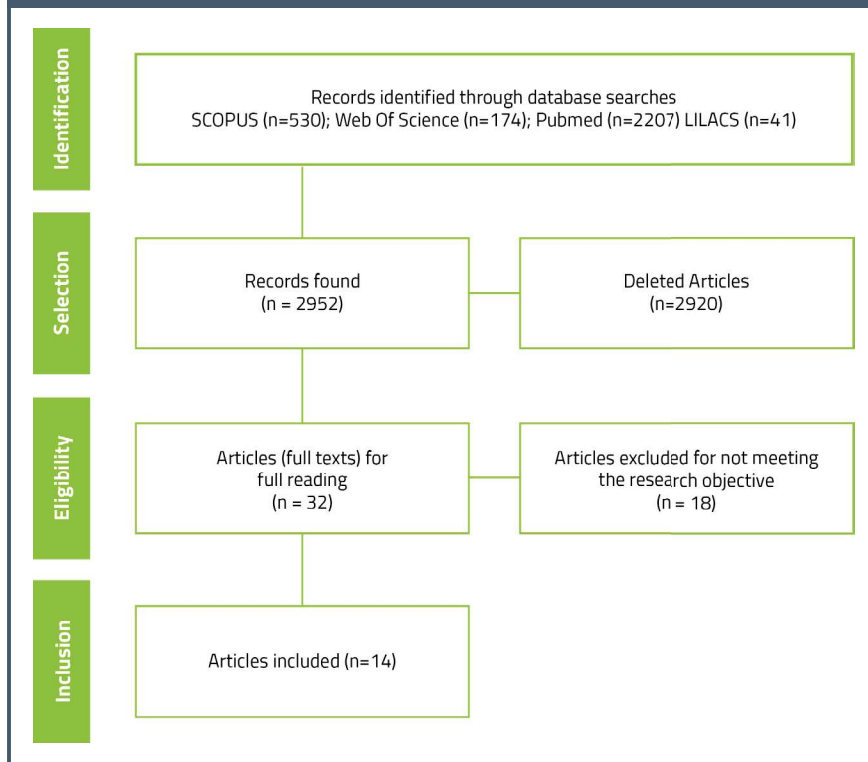 Identification
Records identified through database searches
SCOPUS (n=530); Web Of Science (n=174); Pubmed (n=2207) LILACS (n=41)
Selection
Records found
(n = 2952)
Deleted Articles
(n=2920)
Eligibility
Articles (full texts) for
full reading
(n = 32)
Articles excluded for not meeting
the research objective
(n = 18)
Inclusion
Articles included (n=14)